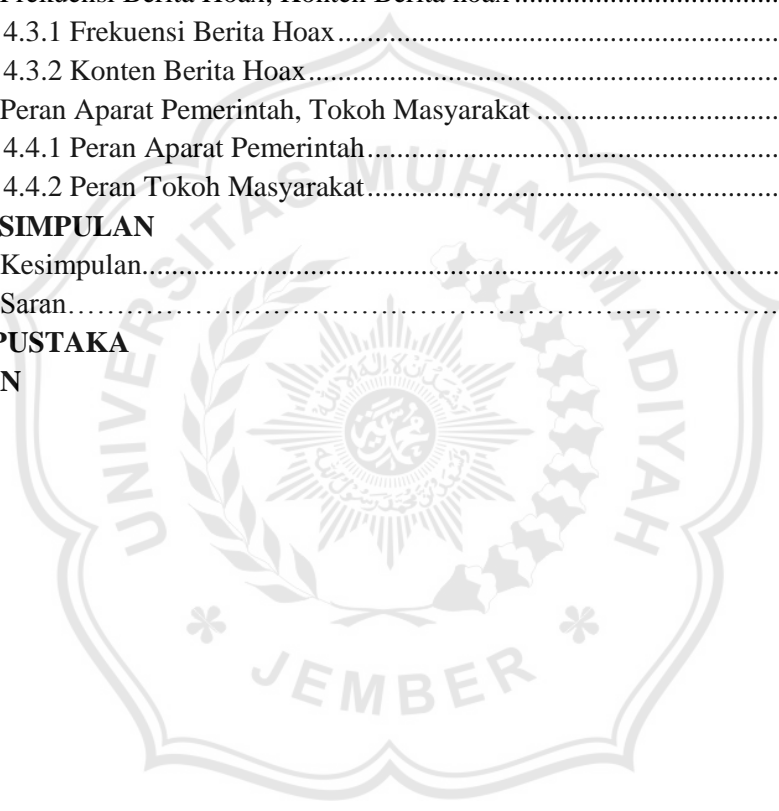 Frekuensi Berita Hoax, Konten Berita hoax........................................
4.3.1 Frekuensi Berita Hoax..............................................................
4.3.2 Konten Berita Hoax...................................................................
Peran Aparat Pemerintah, Tokoh Masyarakat ....................................
4.4.1 Peran Aparat Pemerintah..........................................................
4.4.2 Peran Tokoh Masyarakat..........................................................
SIMPULAN
Kesimpulan..........................................................................................
Saran……………………………………………………………………
PUSTAKA
N
UNIVERSITAS MUHAMMADIYAH
JEMBER